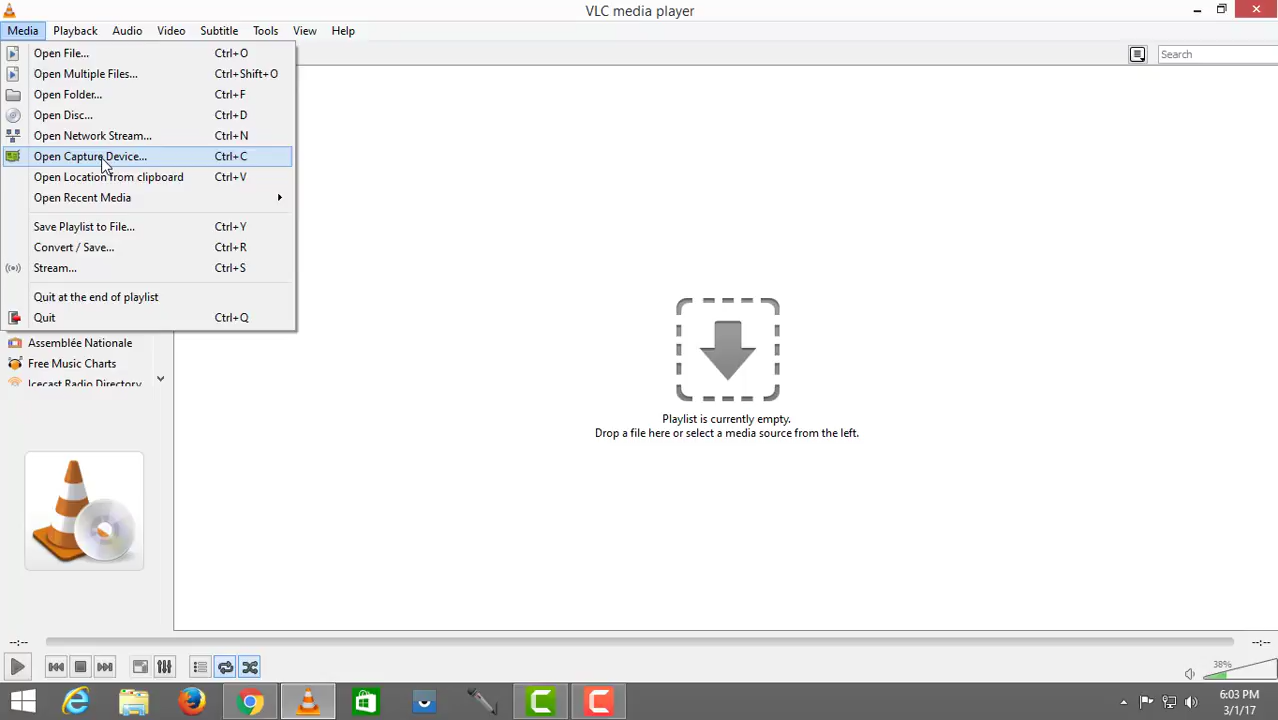 VLC media player
Media Playback Audio Video Subtitle Tools View Help
Open File... Ctrl+O
Open Multiple Files... Ctrl+Shift+O
Open Folder... Ctrl+F
Open Disc... Ctrl+D
Open Network Stream... Ctrl+N
Open Capture Device... Ctrl+C
Open Location from clipboard Ctrl+V
Open Recent Media
Save Playlist to File... Ctrl+Y
Convert / Save... Ctrl+R
Stream... Ctrl+S
Quit at the end of playlist
Quit Ctrl+Q
Search
Assemblée Nationale
Free Music Charts
Icecast Radio Directory
Playlist is currently empty.
Drop a file here or select a media source from the left.
--:-- --:--
38%
6:03 PM
3/1/17